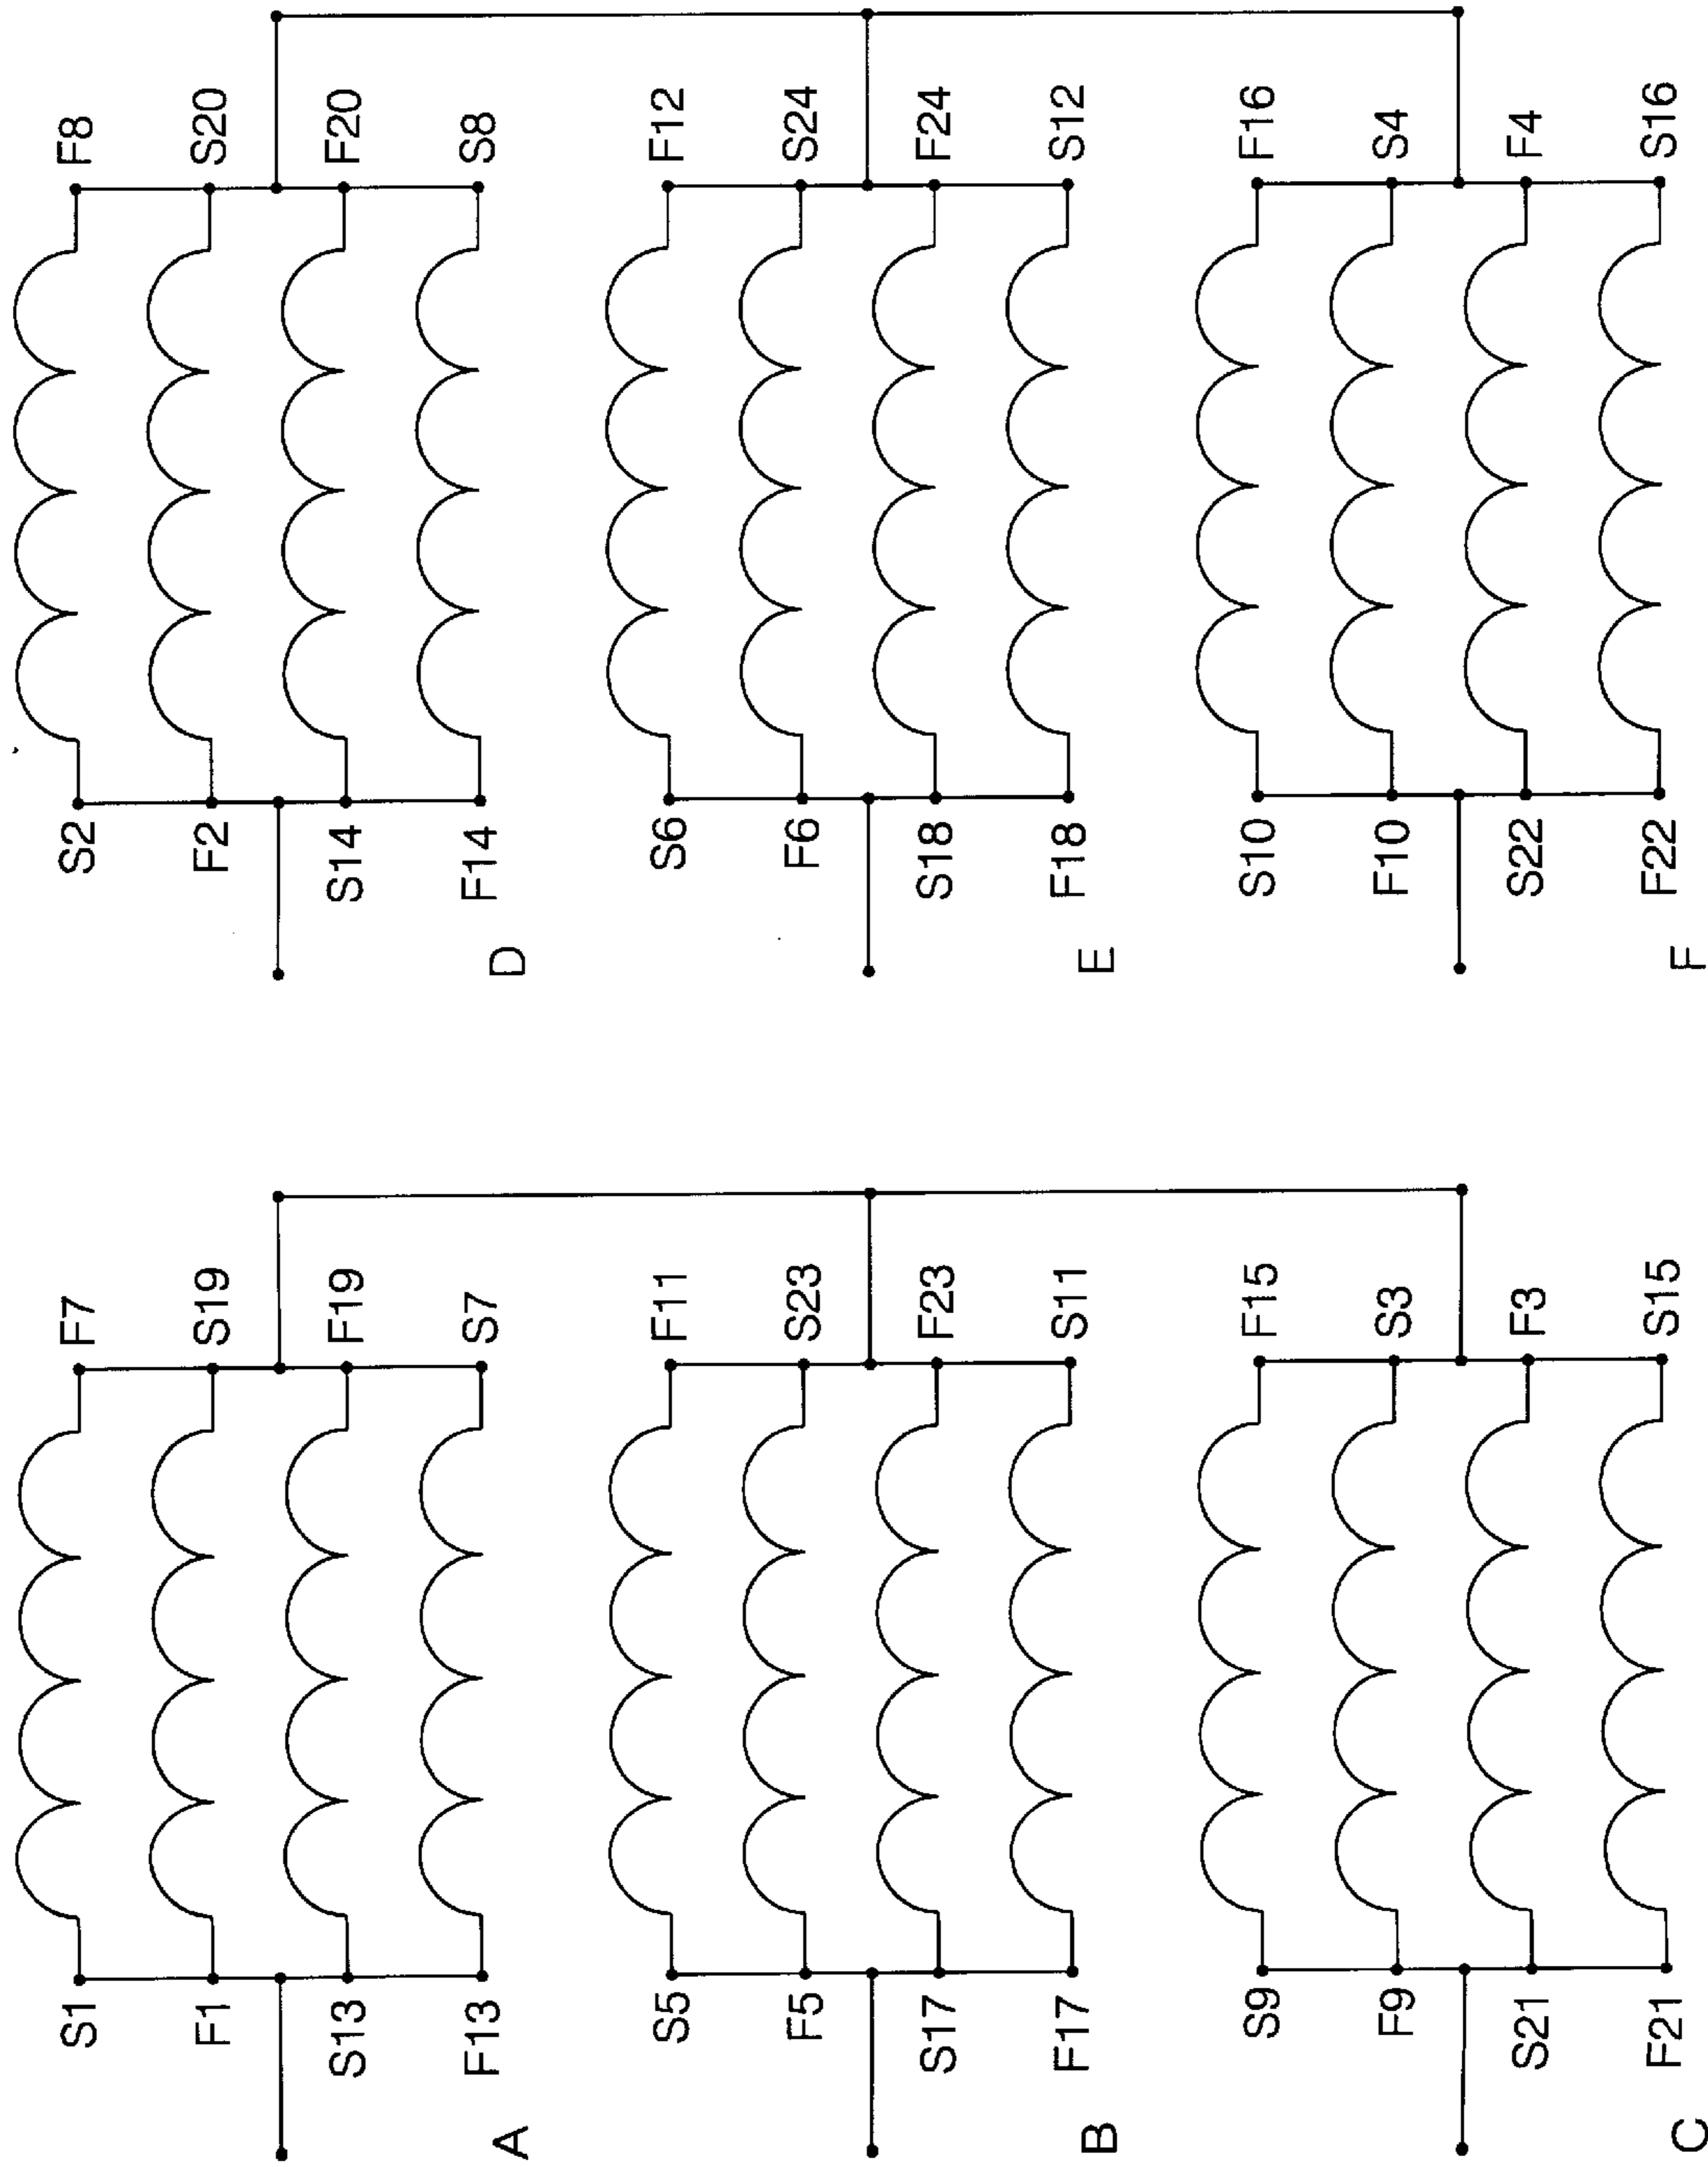 S1 F7 S2 F8
F1 S19 F2 S20
S13 F19 S14 F20
F13 S7 F14 S8
A D
S5 F11 S6 F12
F5 S23 F6 S24
S17 F23 S18 F24
F17 S11 F18 S12
B E
S9 F15 S10 F16
F9 S3 F10 S4
S21 F3 S22 F4
F21 S15 F22 S16
C F